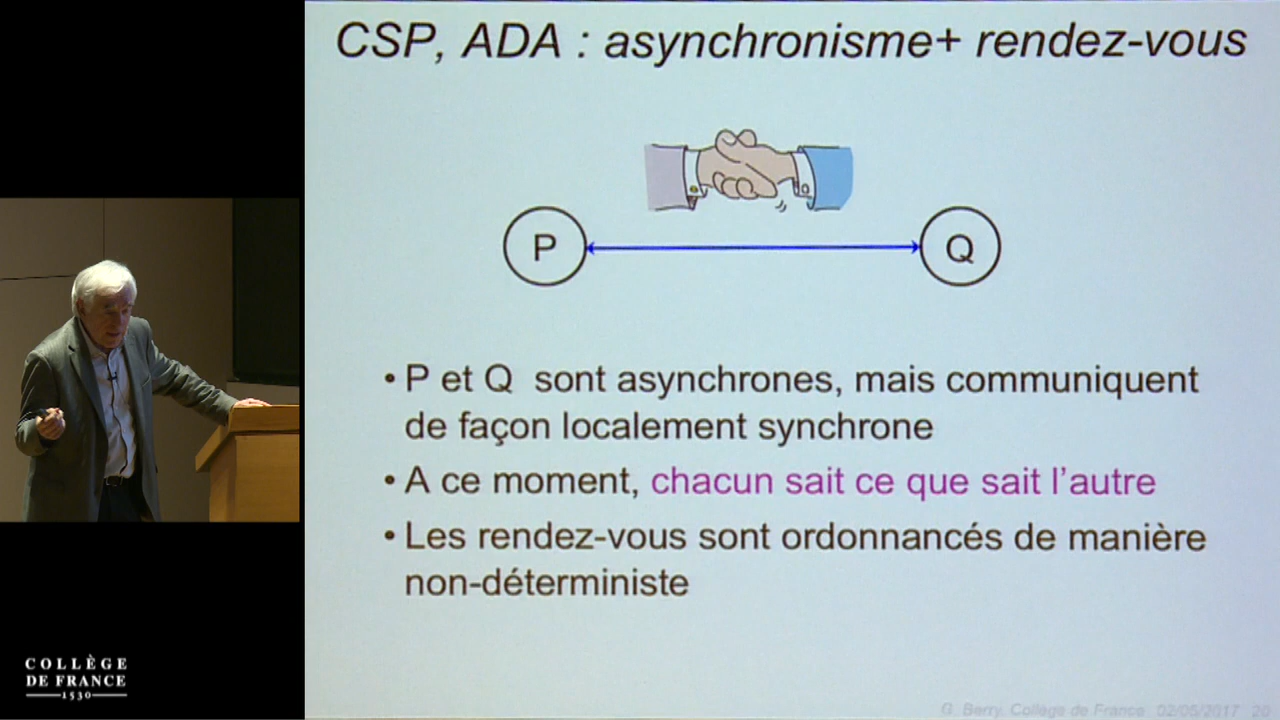 CSP, ADA : asynchronisme+ rendez-vous
P
Q
• P et Q sont asynchrones, mais communiquent
de façon localement synchrone
• A ce moment, chacun sait ce que sait l'autre
• Les rendez-vous sont ordonnancés de manière
non-déterministe
COLLÈGE
DE FRANCE
1530
G. Berry, Collège de France 02/05/2017 20